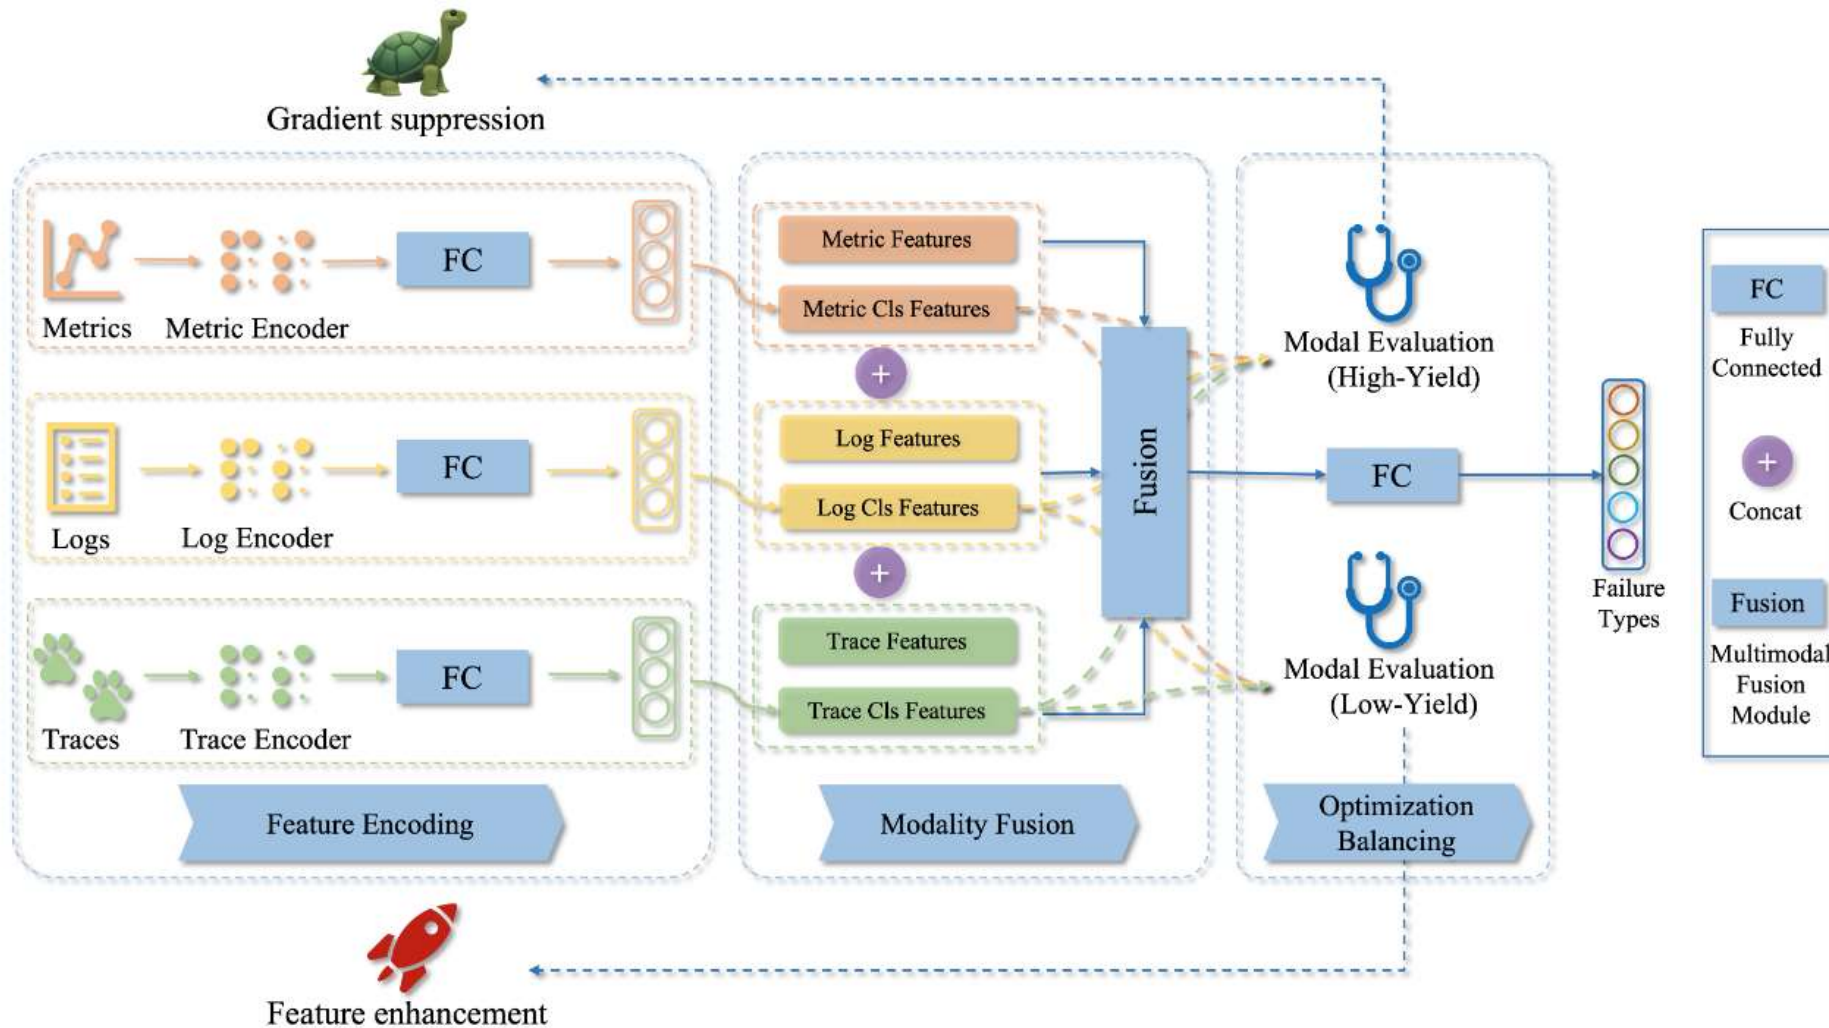 Gradient suppression
Metrics
Metric Encoder
FC
Logs
Log Encoder
FC
Traces
Trace Encoder
FC
Feature Encoding
Metric Features
Metric Cls Features
+
Log Features
Log Cls Features
+
Trace Features
Trace Cls Features
Fusion
Modality Fusion
Modal Evaluation
(High-Yield)
FC
Modal Evaluation
(Low-Yield)
Optimization
Balancing
Failure
Types
FC
Fully
Connected
+
Concat
Fusion
Multimodal
Fusion
Module
Feature enhancement